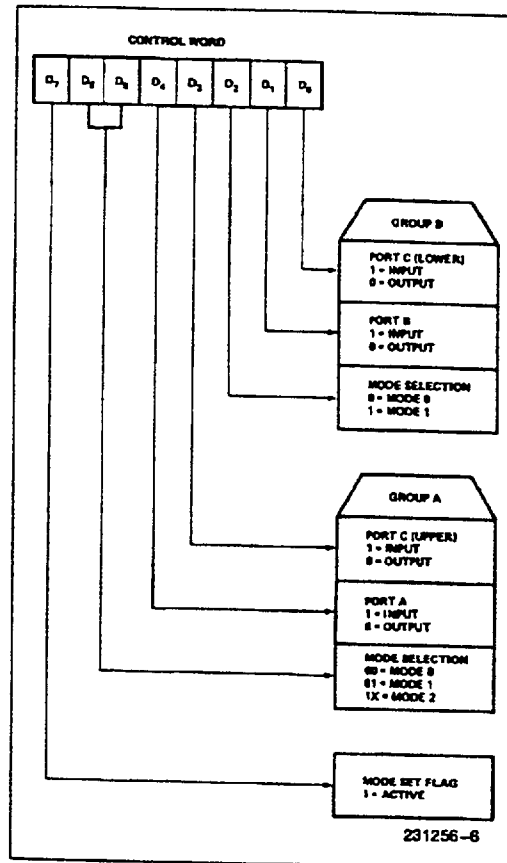 CONTROL WORD
D7 D6 D5 D4 D3 D2 D1 D0
GROUP B
PORT C (LOWER)
1 = INPUT
0 = OUTPUT
PORT B
1 = INPUT
0 = OUTPUT
MODE SELECTION
0 = MODE 0
1 = MODE 1
GROUP A
PORT C (UPPER)
1 = INPUT
0 = OUTPUT
PORT A
1 = INPUT
0 = OUTPUT
MODE SELECTION
00 = MODE 0
01 = MODE 1
1X = MODE 2
MODE SET FLAG
1 = ACTIVE
231256–6